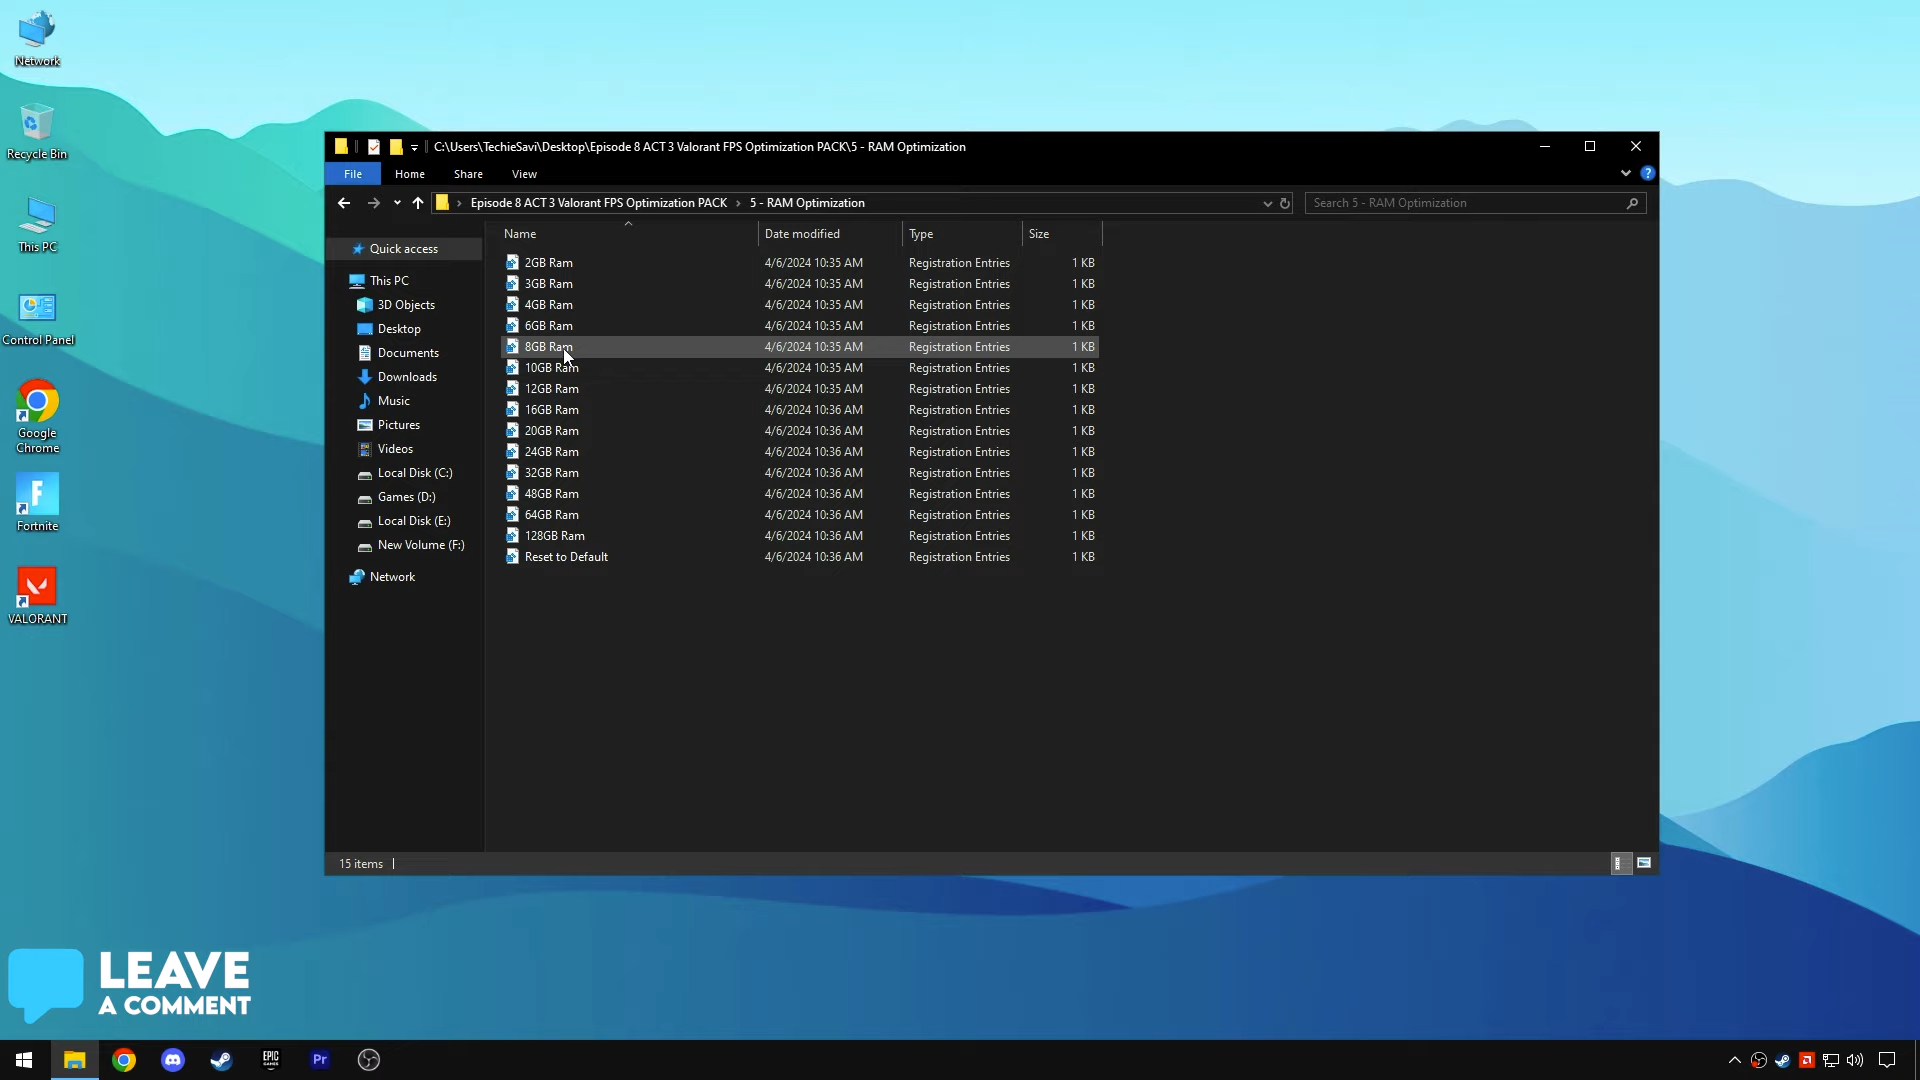 Network
Recycle Bin
This PC
Control Panel
Google
Chrome
Fortnite
VALORANT
C:\Users\TechieSavi\Desktop\Episode 8 ACT 3 Valorant FPS Optimization PACK\5 - RAM Optimization
File Home Share View
Episode 8 ACT 3 Valorant FPS Optimization PACK › 5 - RAM Optimization
Search 5 - RAM Optimization
Quick access
This PC
3D Objects
Desktop
Documents
Downloads
Music
Pictures
Videos
Local Disk (C:)
Games (D:)
Local Disk (E:)
New Volume (F:)
Network
Name Date modified Type Size
2GB Ram 4/6/2024 10:35 AM Registration Entries 1 KB
3GB Ram 4/6/2024 10:35 AM Registration Entries 1 KB
4GB Ram 4/6/2024 10:35 AM Registration Entries 1 KB
6GB Ram 4/6/2024 10:35 AM Registration Entries 1 KB
8GB Ram 4/6/2024 10:35 AM Registration Entries 1 KB
10GB Ram 4/6/2024 10:35 AM Registration Entries 1 KB
12GB Ram 4/6/2024 10:35 AM Registration Entries 1 KB
16GB Ram 4/6/2024 10:36 AM Registration Entries 1 KB
20GB Ram 4/6/2024 10:36 AM Registration Entries 1 KB
24GB Ram 4/6/2024 10:36 AM Registration Entries 1 KB
32GB Ram 4/6/2024 10:36 AM Registration Entries 1 KB
48GB Ram 4/6/2024 10:36 AM Registration Entries 1 KB
64GB Ram 4/6/2024 10:36 AM Registration Entries 1 KB
128GB Ram 4/6/2024 10:36 AM Registration Entries 1 KB
Reset to Default 4/6/2024 10:36 AM Registration Entries 1 KB
15 items
LEAVE
A COMMENT
EPIC
GAMES
Pr